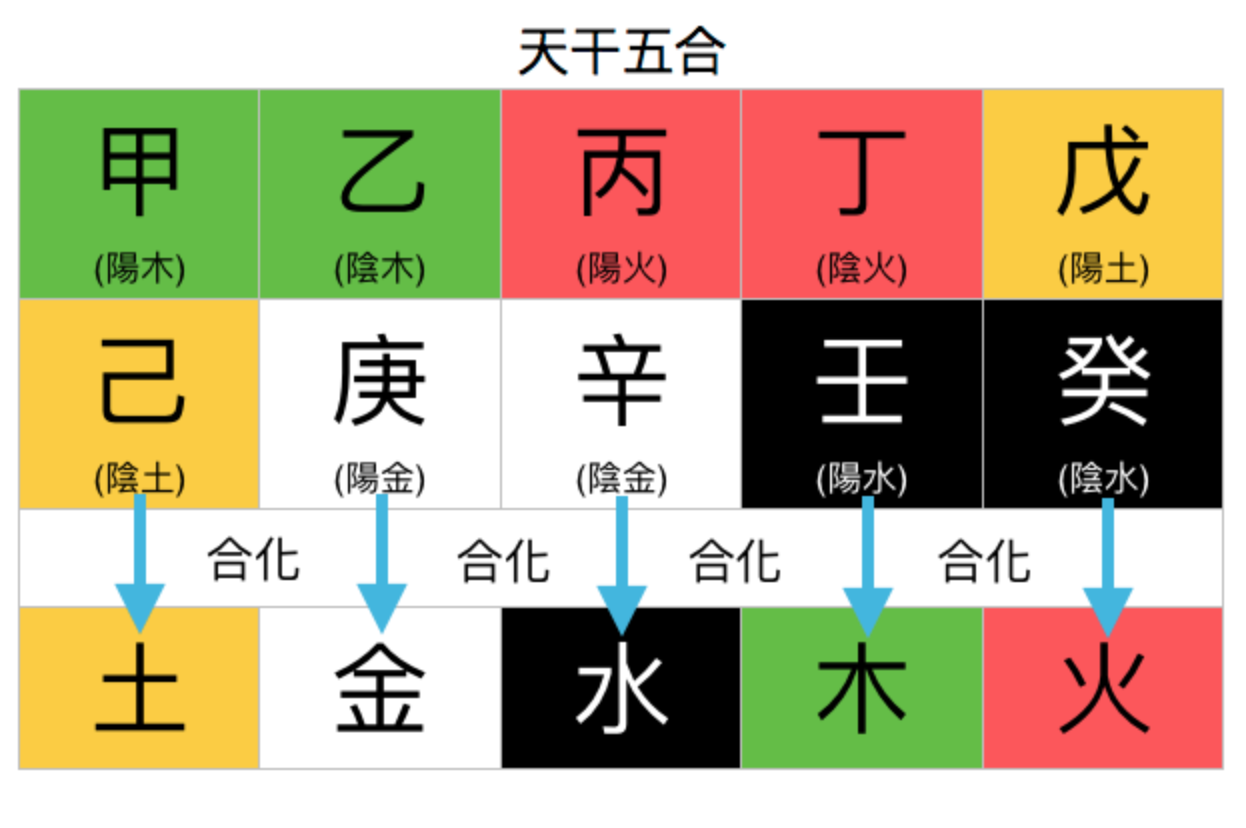 天干五合
甲 乙 丙 丁 戊
(陽木) (陰木) (陽火) (陰火) (陽土)
己 庚 辛 壬 癸
(陰土) (陽金) (陰金) (陽水) (陰水)
合化 合化 合化 合化
土 金 水 木 火